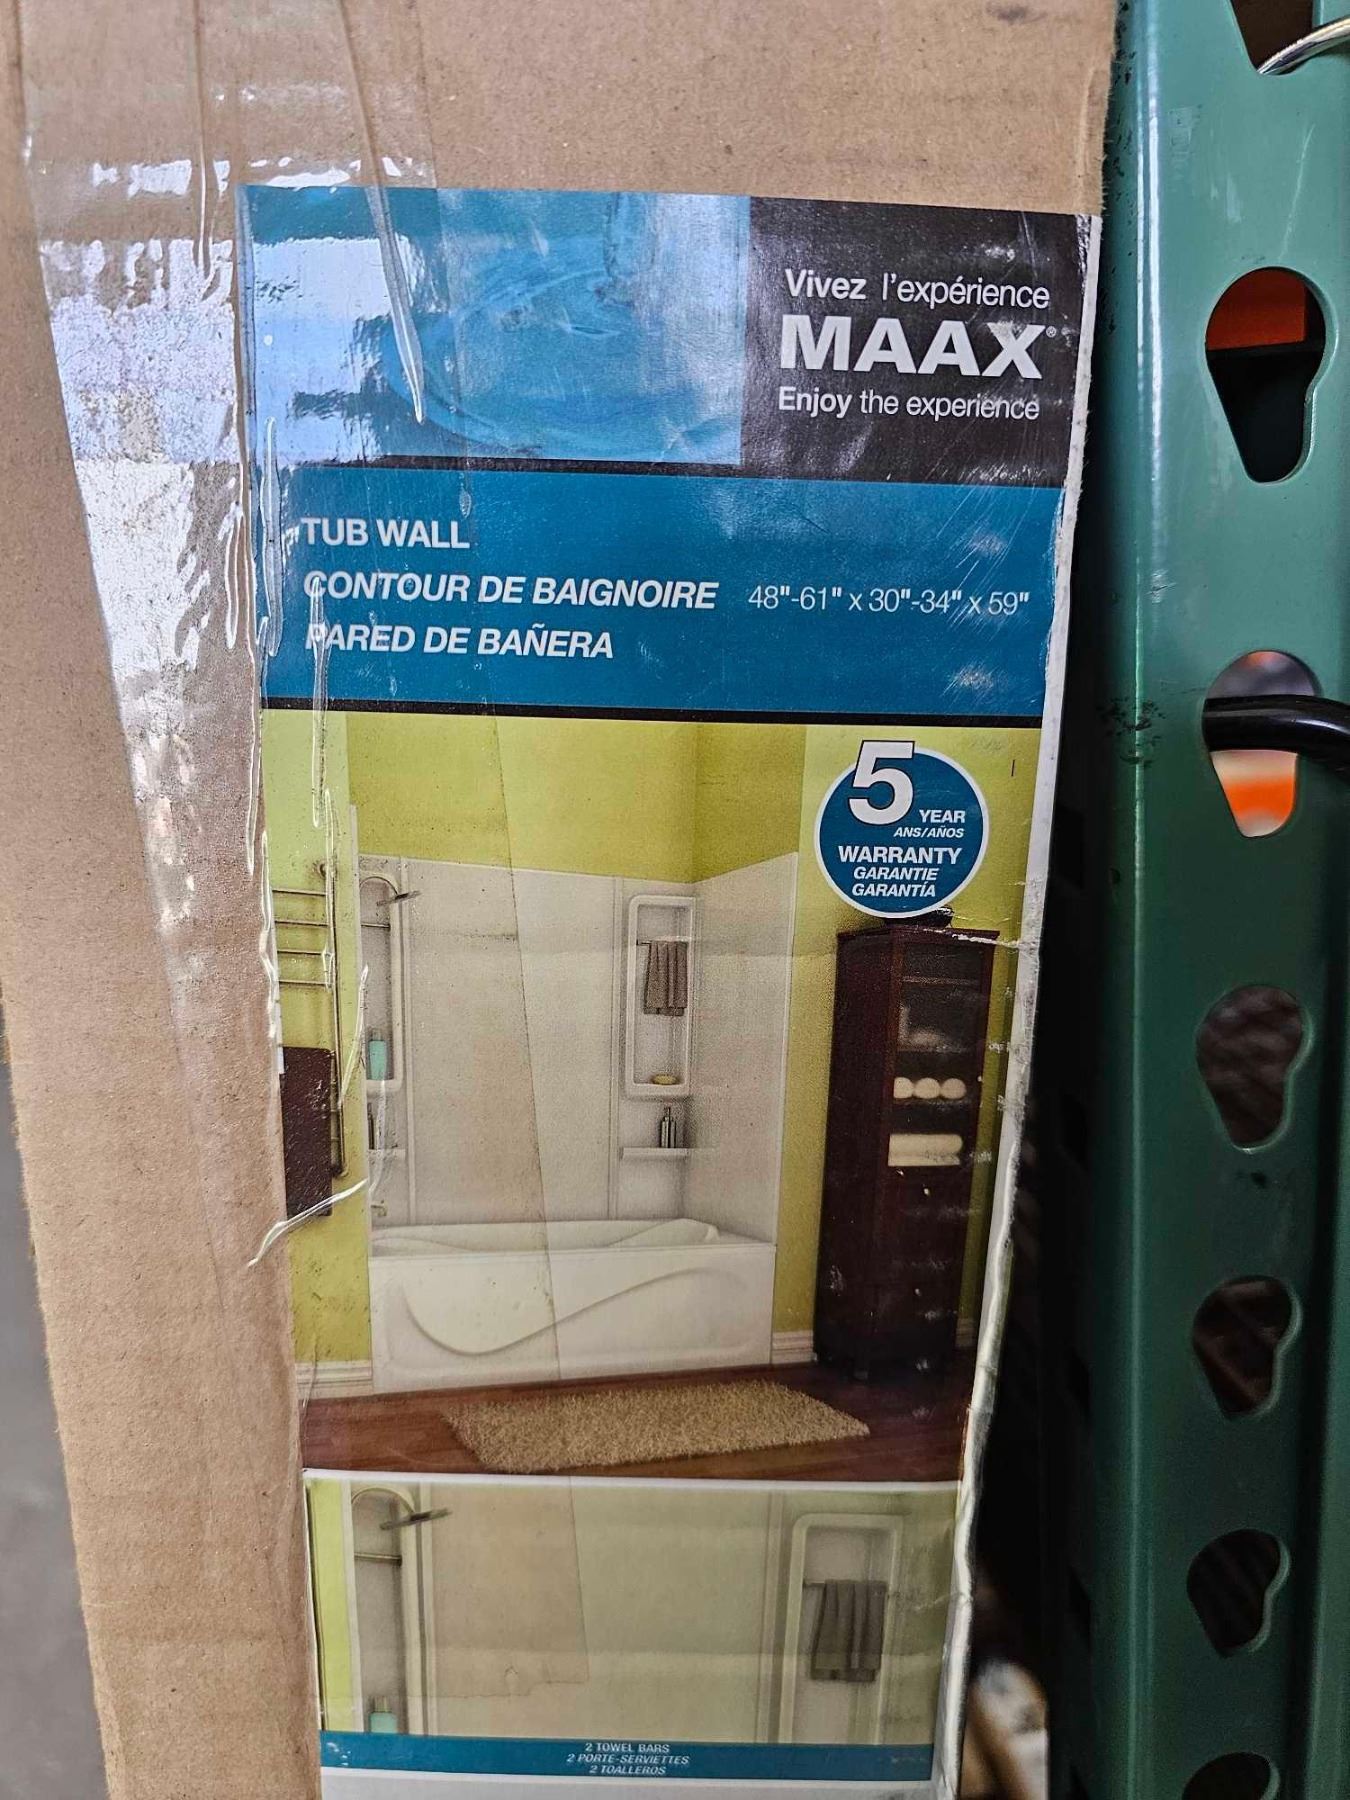 Vivez l'expérience
MAAX®
Enjoy the experience
TUB WALL
CONTOUR DE BAIGNOIRE 48"-61" x 30"-34" x 59"
PARED DE BAÑERA
5 YEAR
ANS/AÑOS
WARRANTY
GARANTIE
GARANTÍA
2 TOWEL BARS
2 PORTE-SERVIETTES
2 TOALLEROS